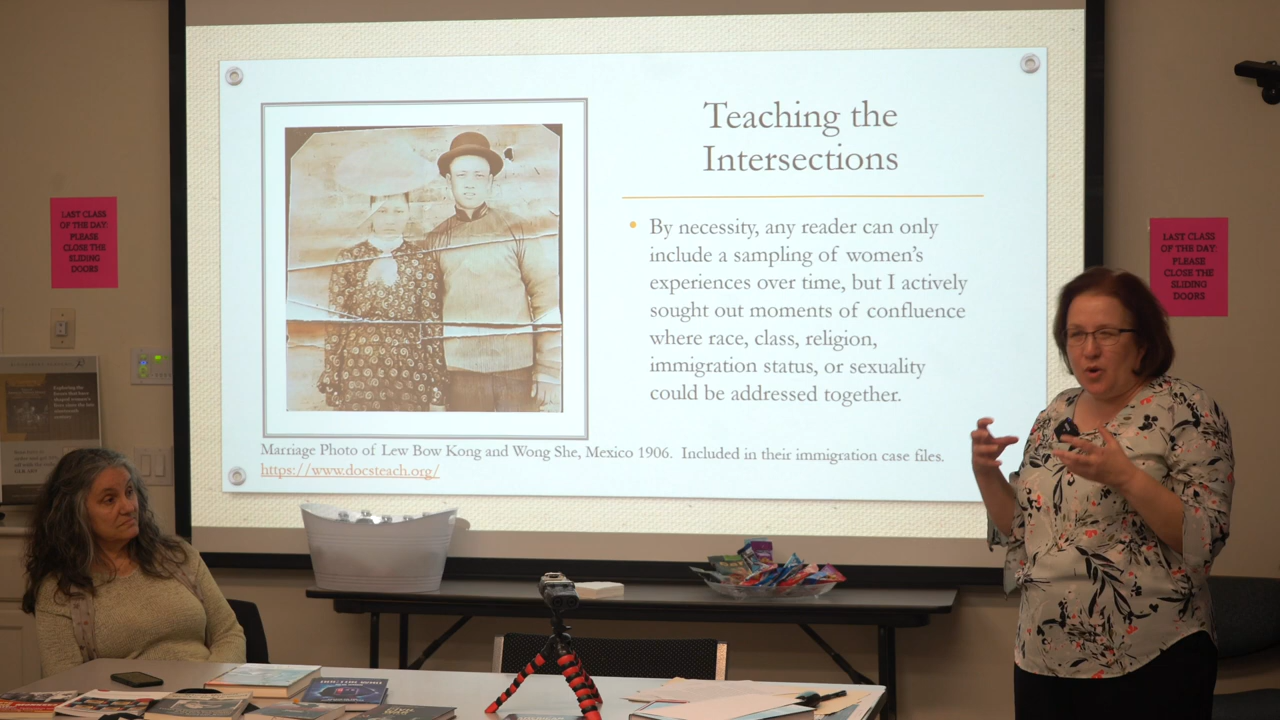 Teaching the
Intersections
• By necessity, any reader can only
include a sampling of women's
experiences over time, but I actively
sought out moments of confluence
where race, class, religion,
immigration status, or sexuality
could be addressed together.
Marriage Photo of Lew Bow Kong and Wong She, Mexico 1906. Included in their immigration case files.
https://www.docsteach.org/
LAST CLASS
OF THE DAY:
PLEASE
CLOSE THE
SLIDING
DOORS
LAST CLASS
OF THE DAY:
PLEASE
CLOSE THE
SLIDING
DOORS